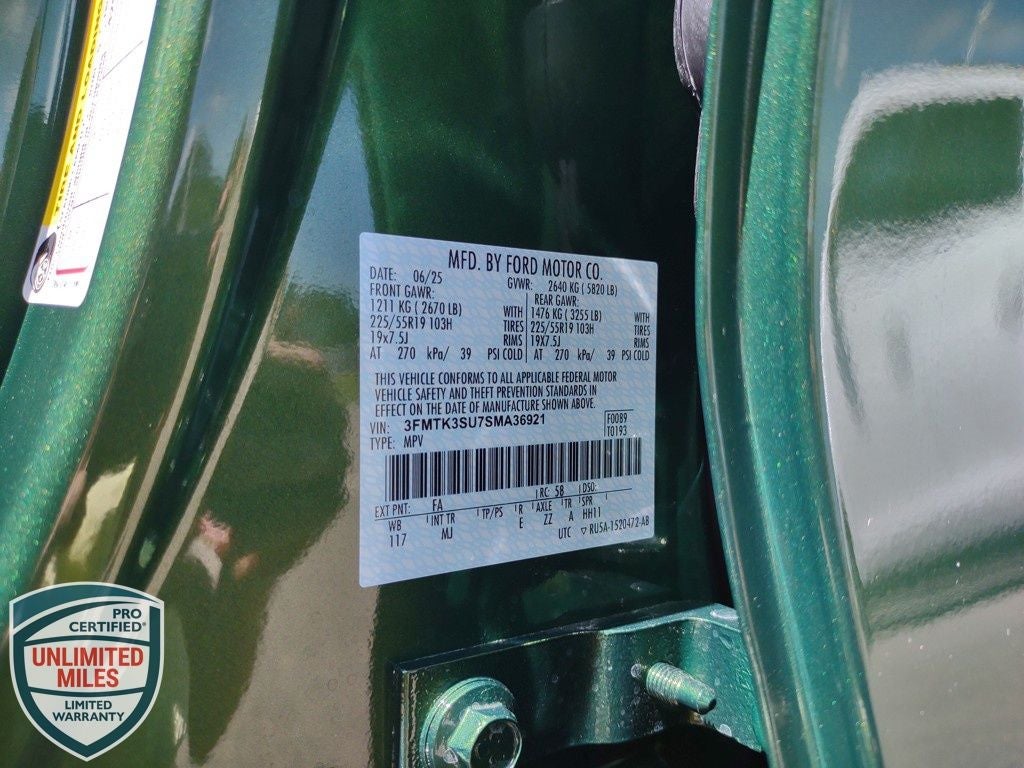 TIRE AND LOADING
MFD. BY FORD MOTOR CO.
DATE: 06/25 GVWR: 2640 KG ( 5820 LB)
FRONT GAWR: REAR GAWR:
1211 KG ( 2670 LB) WITH 1476 KG ( 3255 LB) WITH
225/55R19 103H TIRES 225/55R19 103H TIRES
19x7.5J RIMS 19X7.5J RIMS
AT 270 kPa/ 39 PSI COLD AT 270 kPa/ 39 PSI COLD
THIS VEHICLE CONFORMS TO ALL APPLICABLE FEDERAL MOTOR
VEHICLE SAFETY AND THEFT PREVENTION STANDARDS IN
EFFECT ON THE DATE OF MANUFACTURE SHOWN ABOVE.
VIN: 3FMTK3SU7SMA36921 F0089
TYPE: MPV T0193
EXT PNT: FA RC: 58 DSO:
WB INT TR TP/PS R AXLE TR SPR
117 MJ E ZZ A HH11
UTC ▽ RU5A-1520472-AB
PRO
CERTIFIED®
UNLIMITED
MILES
LIMITED
WARRANTY